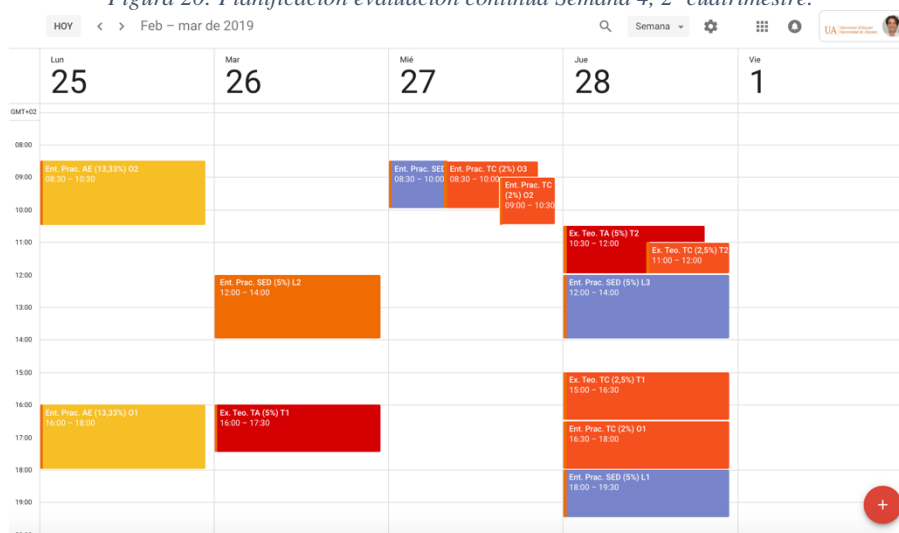 Figura 20. Planificación evaluación continua Semana 4, 2º cuatrimestre.
HOY < > Feb – mar de 2019
Semana
UA
Lun
25
Mar
26
Mié
27
Jue
28
Vie
1
GMT+02
08:00
09:00
10:00
11:00
12:00
13:00
14:00
15:00
16:00
17:00
18:00
19:00
Ent. Prac. AE (13,33%) O2
08:30 – 10:30
Ent. Prac. AE (13,33%) O1
16:00 – 18:00
Ent. Prac. SED (5%) L2
12:00 – 14:00
Ex. Teo. TA (5%) T1
16:00 – 17:30
Ent. Prac. SED
08:30 – 10:00
Ent. Prac. TC (2%) O3
08:30 – 10:00
Ent. Prac. TC
(2%) O2
09:00 – 10:30
Ex. Teo. TA (5%) T2
10:30 – 12:00
Ex. Teo. TC (2,5%) T2
11:00 – 12:00
Ent. Prac. SED (5%) L3
12:00 – 14:00
Ex. Teo. TC (2,5%) T1
15:00 – 16:30
Ent. Prac. TC (2%) O1
16:30 – 18:00
Ent. Prac. SED (5%) L1
18:00 – 19:30